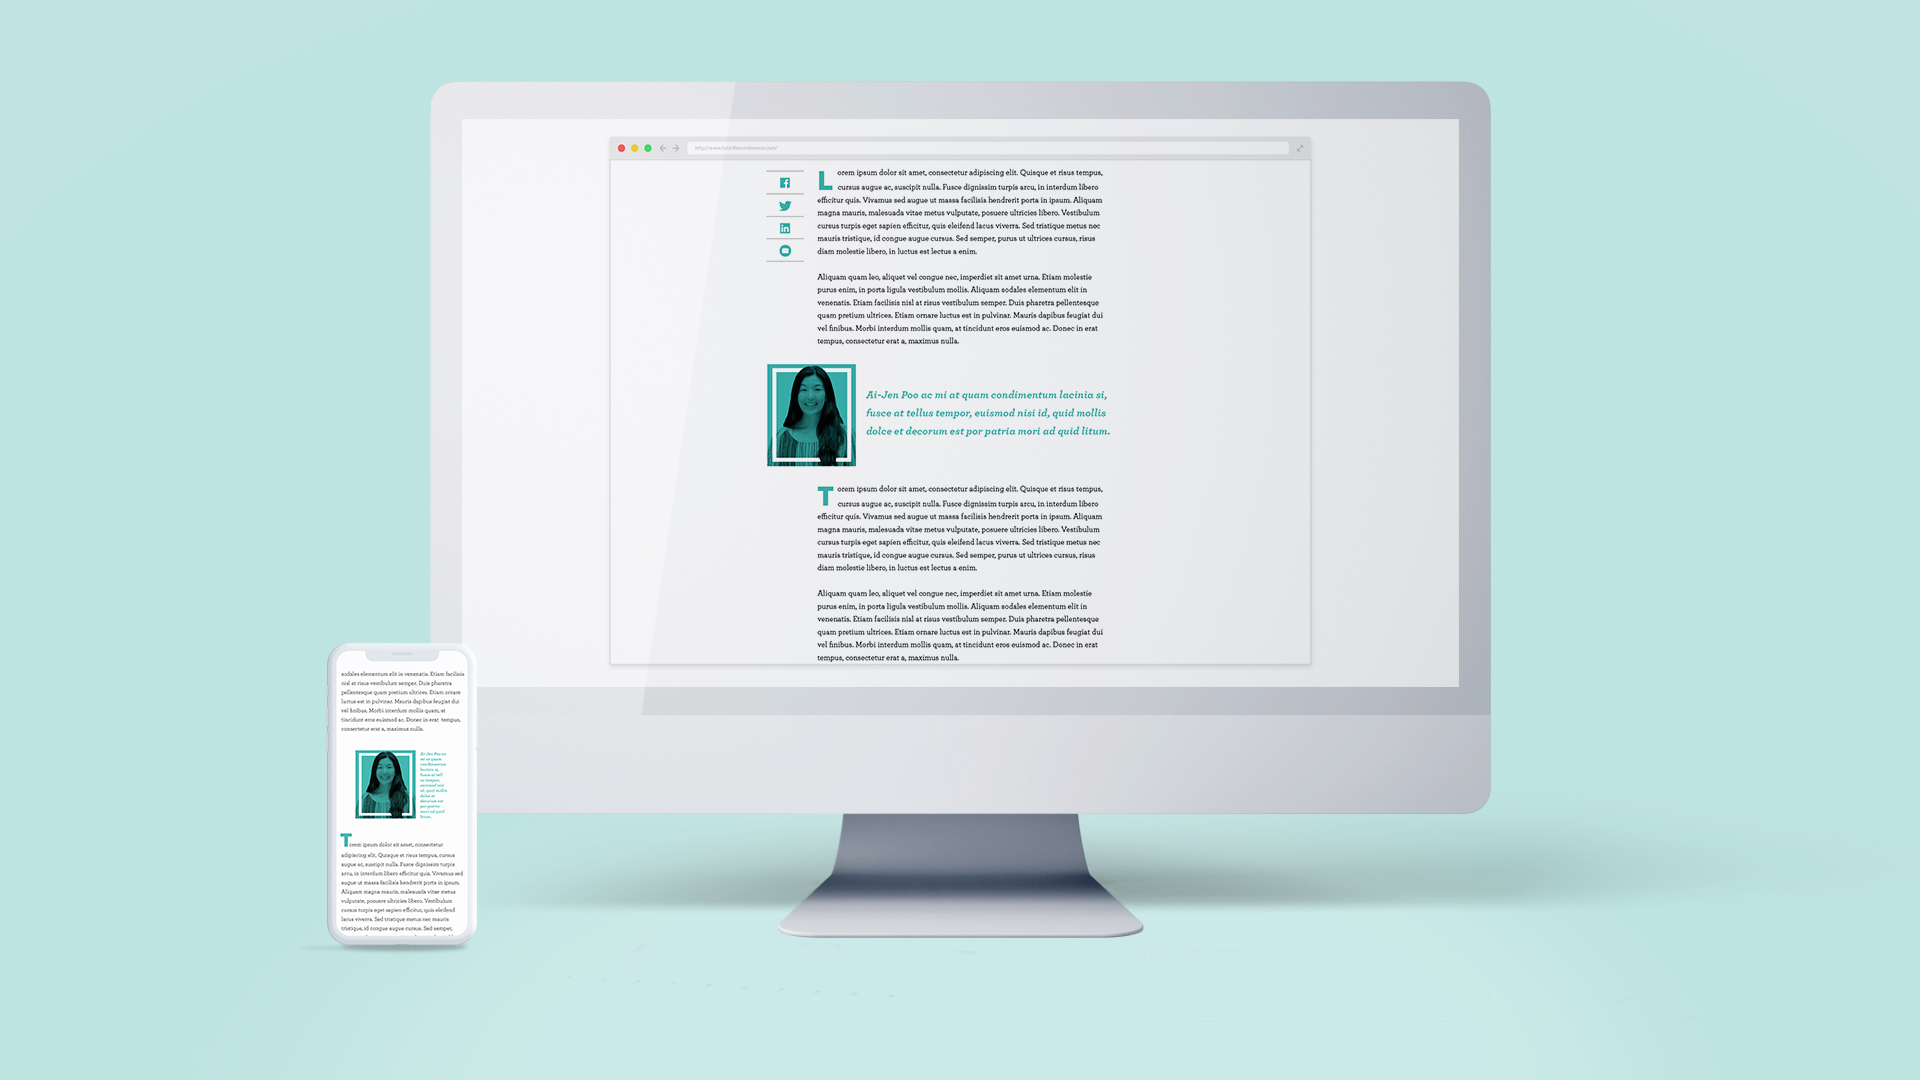 http://www.tonictheconference.com/
Lorem ipsum dolor sit amet, consectetur adipiscing elit. Quisque et risus tempus,
cursus augue ac, suscipit nulla. Fusce dignissim turpis arcu, in interdum libero
efficitur quis. Vivamus sed augue ut massa facilisis hendrerit porta in ipsum. Aliquam
magna mauris, malesuada vitae metus vulputate, posuere ultricies libero. Vestibulum
cursus turpis eget sapien efficitur, quis eleifend lacus viverra. Sed tristique metus nec
mauris tristique, id congue augue cursus. Sed semper, purus ut ultrices cursus, risus
diam molestie libero, in luctus est lectus a enim.
Aliquam quam leo, aliquet vel congue nec, imperdiet sit amet urna. Etiam molestie
purus enim, in porta ligula vestibulum mollis. Aliquam sodales elementum elit in
venenatis. Etiam facilisis nisl at risus vestibulum semper. Duis pharetra pellentesque
quam pretium ultrices. Etiam ornare luctus est in pulvinar. Mauris dapibus feugiat dui
vel finibus. Morbi interdum mollis quam, at tincidunt eros euismod ac. Donec in erat
tempus, consectetur erat a, maximus nulla.
Ai-Jen Poo ac mi at quam condimentum lacinia si,
fusce at tellus tempor, euismod nisi id, quid mollis
dolce et decorum est por patria mori ad quid litum.
Torem ipsum dolor sit amet, consectetur adipiscing elit. Quisque et risus tempus,
cursus augue ac, suscipit nulla. Fusce dignissim turpis arcu, in interdum libero
efficitur quis. Vivamus sed augue ut massa facilisis hendrerit porta in ipsum. Aliquam
magna mauris, malesuada vitae metus vulputate, posuere ultricies libero. Vestibulum
cursus turpis eget sapien efficitur, quis eleifend lacus viverra. Sed tristique metus nec
mauris tristique, id congue augue cursus. Sed semper, purus ut ultrices cursus, risus
diam molestie libero, in luctus est lectus a enim.
Aliquam quam leo, aliquet vel congue nec, imperdiet sit amet urna. Etiam molestie
purus enim, in porta ligula vestibulum mollis. Aliquam sodales elementum elit in
venenatis. Etiam facilisis nisl at risus vestibulum semper. Duis pharetra pellentesque
quam pretium ultrices. Etiam ornare luctus est in pulvinar. Mauris dapibus feugiat dui
vel finibus. Morbi interdum mollis quam, at tincidunt eros euismod ac. Donec in erat
tempus, consectetur erat a, maximus nulla.
sodales elementum elit in venenatis. Etiam facilisis
nisl at risus vestibulum semper. Duis pharetra
pellentesque quam pretium ultrices. Etiam ornare
luctus est in pulvinar. Mauris dapibus feugiat dui
vel finibus. Morbi interdum mollis quam, at
tincidunt eros euismod ac. Donec in erat tempus,
consectetur erat a, maximus nulla.
Ai-Jen Poo ac
mi at quam
condimentum
lacinia si,
fusce at tell
us tempor,
euismod nisi
id, quid mollis
dolce et
decorum est
por patria
mori ad quid
litum.
Torem ipsum dolor sit amet, consectetur
adipiscing elit. Quisque et risus tempus, cursus
augue ac, suscipit nulla. Fusce dignissim turpis
arcu, in interdum libero efficitur quis. Vivamus sed
augue ut massa facilisis hendrerit porta in ipsum.
Aliquam magna mauris, malesuada vitae metus
vulputate, posuere ultricies libero. Vestibulum
cursus turpis eget sapien efficitur, quis eleifend
lacus viverra. Sed tristique metus nec mauris
tristique, id congue augue cursus. Sed semper,